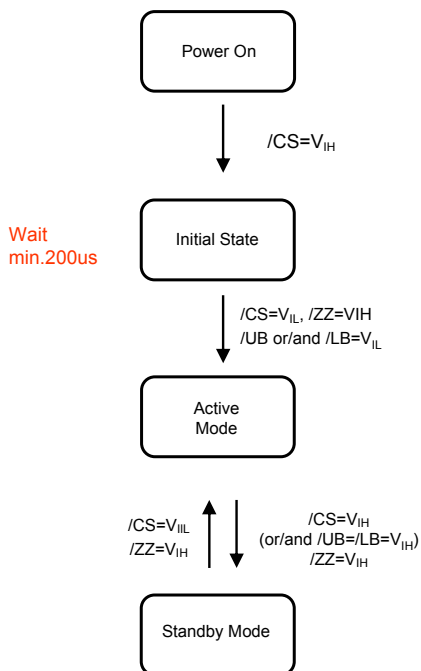 Power On
/CS=VIH
Wait
min.200us
Initial State
/CS=VIL, /ZZ=VIH
/UB or/and /LB=VIL
Active
Mode
/CS=VIIL
/ZZ=VIH
/CS=VIH
(or/and /UB=/LB=VIH)
/ZZ=VIH
Standby Mode